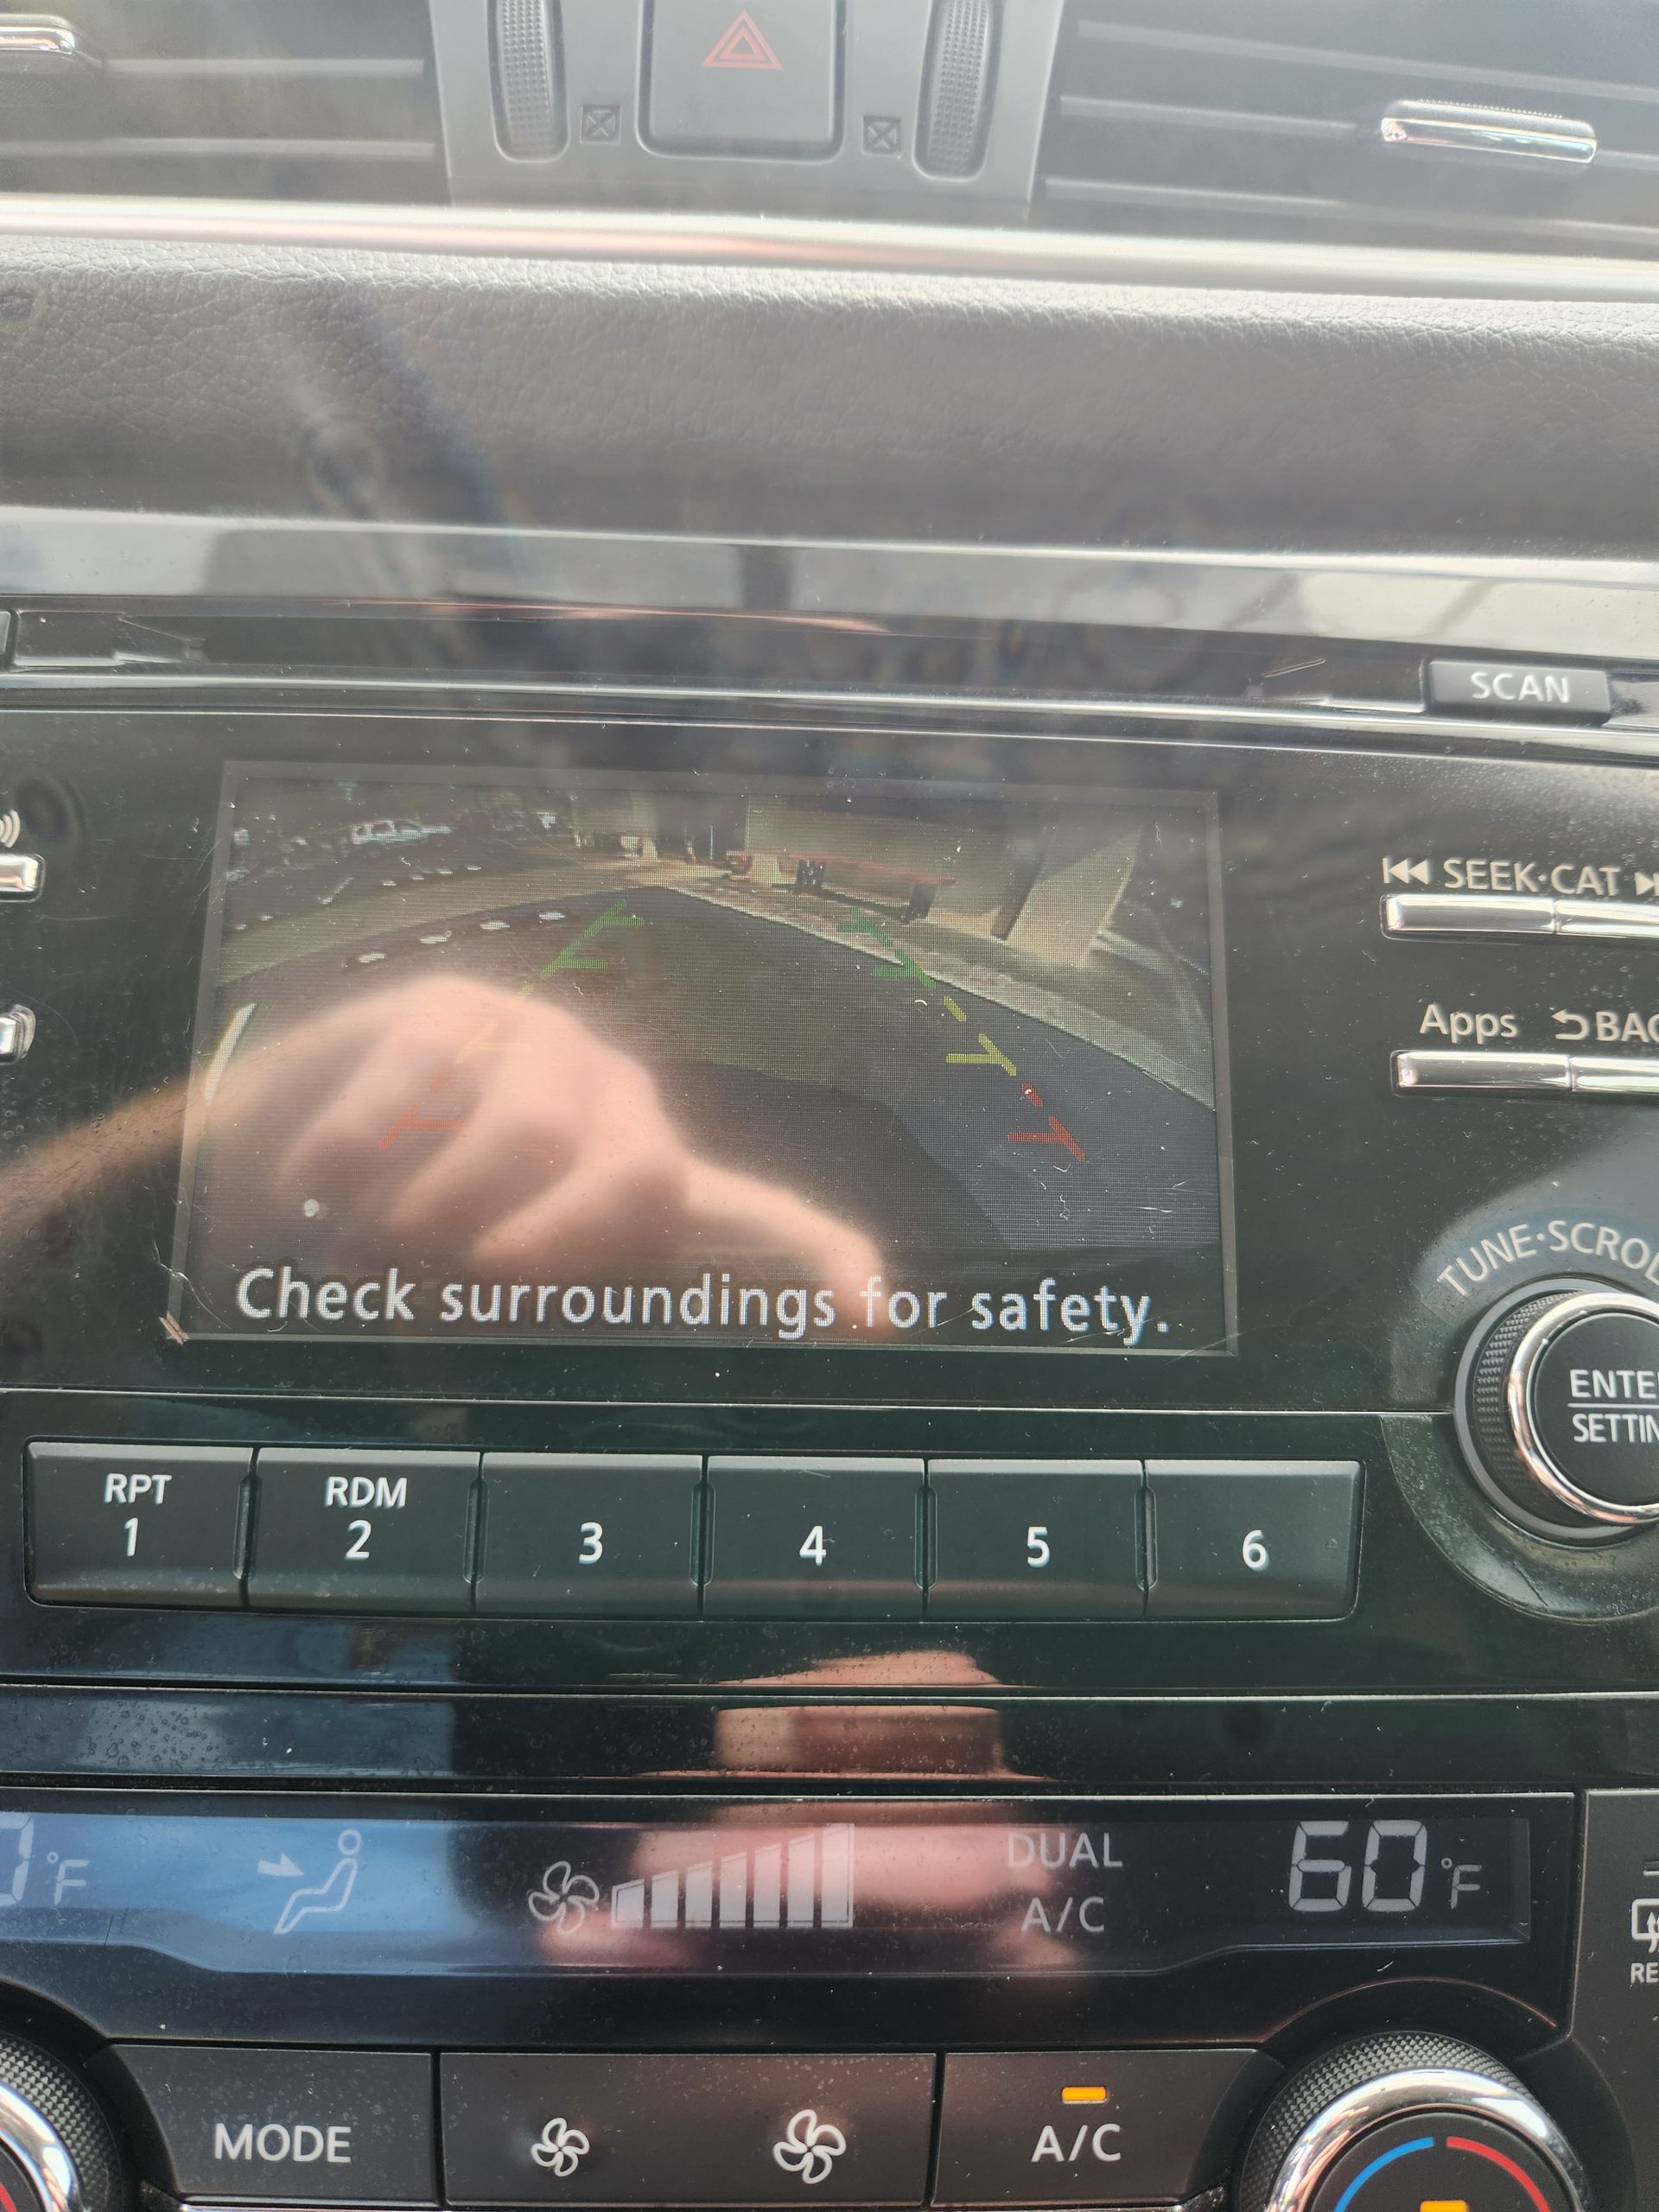 SCAN
SEEK·CAT
Apps
Check surroundings for safety.
RPT
1
RDM
2
3
4
5
6
°F
DUAL
A/C
60°F
MODE
A/C